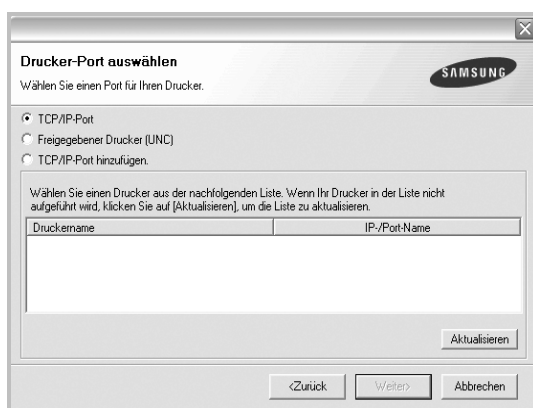 Drucker-Port auswählen
Wählen Sie einen Port für Ihren Drucker.
SAMSUNG
TCP/IP-Port
Freigegebener Drucker (UNC)
TCP/IP-Port hinzufügen.
Wählen Sie einen Drucker aus der nachfolgenden Liste. Wenn Ihr Drucker in der Liste nicht
aufgeführt wird, klicken Sie auf [Aktualisieren], um die Liste zu aktualisieren.
Druckername IP-/Port-Name
Aktualisieren
<Zurück Weiter> Abbrechen